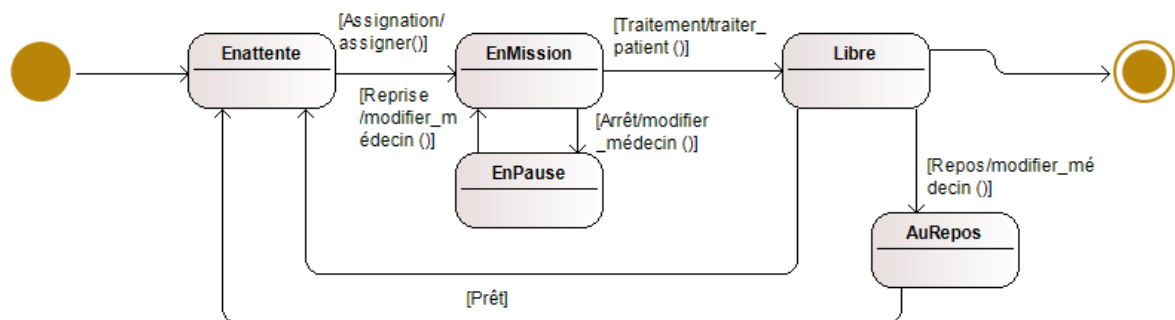 [Assignation/
assigner()]
[Traitement/traiter_
patient ()]
Enattente
EnMission
Libre
[Reprise
/modifier_m
édecin ()]
[Arrêt/modifier
_médecin ()]
EnPause
[Repos/modifier_mé
decin ()]
AuRepos
[Prêt]